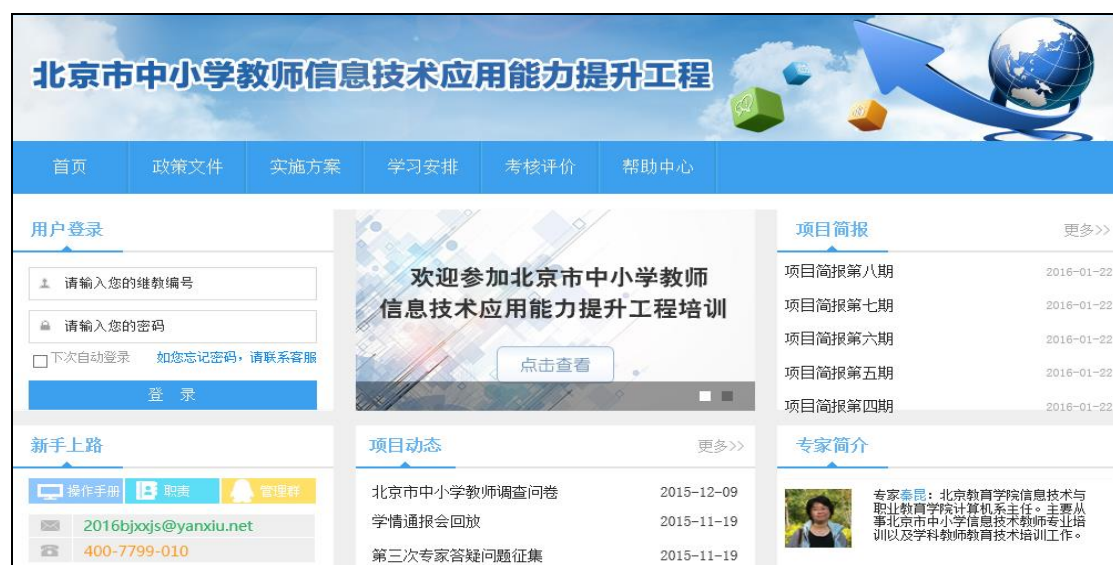 北京市中小学教师信息技术应用能力提升工程
首页 政策文件 实施方案 学习安排 考核评价 帮助中心
用户登录
请输入您的继教编号
请输入您的密码
下次自动登录 如您忘记密码，请联系客服
登 录
欢迎参加北京市中小学教师
信息技术应用能力提升工程培训
点击查看
项目简报 更多>>
项目简报第八期 2016-01-22
项目简报第七期 2016-01-22
项目简报第六期 2016-01-22
项目简报第五期 2016-01-22
项目简报第四期 2016-01-22
新手上路
操作手册 职责 管理群
2016bjxxjs@yanxiu.net
400-7799-010
项目动态 更多>>
北京市中小学教师调查问卷 2015-12-09
学情通报会回放 2015-11-19
第三次专家答疑问题征集 2015-11-19
专家简介
专家秦昆：北京教育学院信息技术与
职业教育学院计算机系主任。主要从
事北京市中小学信息技术教师专业培
训以及学科教师教育技术培训工作。